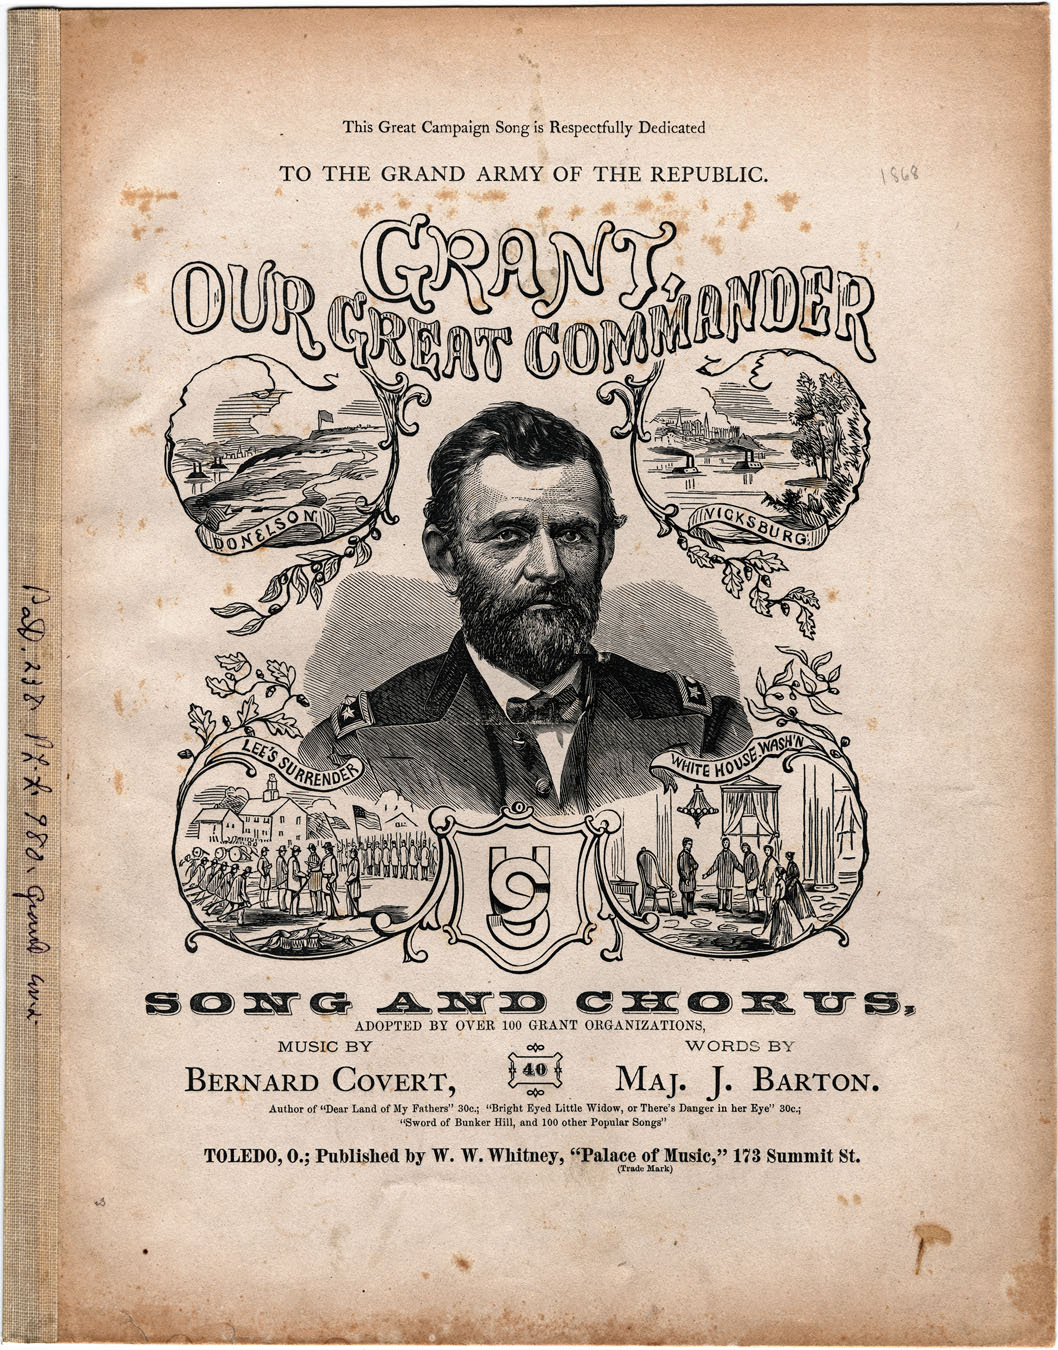 This Great Campaign Song is Respectfully Dedicated
TO THE GRAND ARMY OF THE REPUBLIC.
1868
GRANT,
OUR GREAT COMMANDER
DONELSON
VICKSBURG
LEE'S SURRENDER
WHITE HOUSE WASH'N
USG
SONG AND CHORUS,
ADOPTED BY OVER 100 GRANT ORGANIZATIONS,
MUSIC BY
WORDS BY
BERNARD COVERT,
40
MAJ. J. BARTON.
Author of "Dear Land of My Fathers" 30c.; "Bright Eyed Little Widow, or There's Danger in her Eye" 30c.;
"Sword of Bunker Hill, and 100 other Popular Songs"
TOLEDO, O.; Published by W. W. Whitney, "Palace of Music," 173 Summit St.
(Trade Mark)